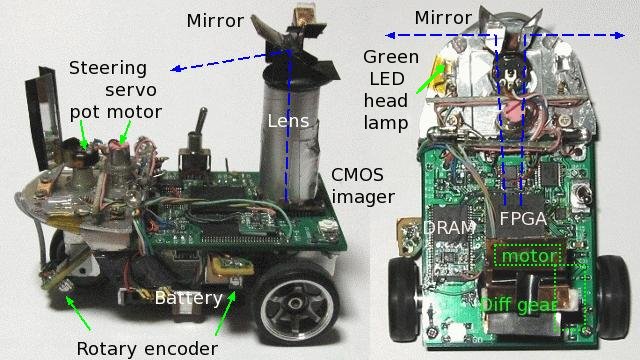 Mirror
Steering
servo
pot motor
Lens
CMOS
imager
Battery
Rotary encoder
Mirror
Green
LED
head
lamp
DRAM
FPGA
motor
Diff gear